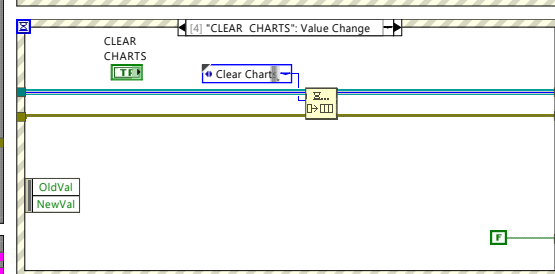 [4] "CLEAR CHARTS": Value Change
CLEAR
CHARTS
TF
Clear Charts
OldVal
NewVal
F